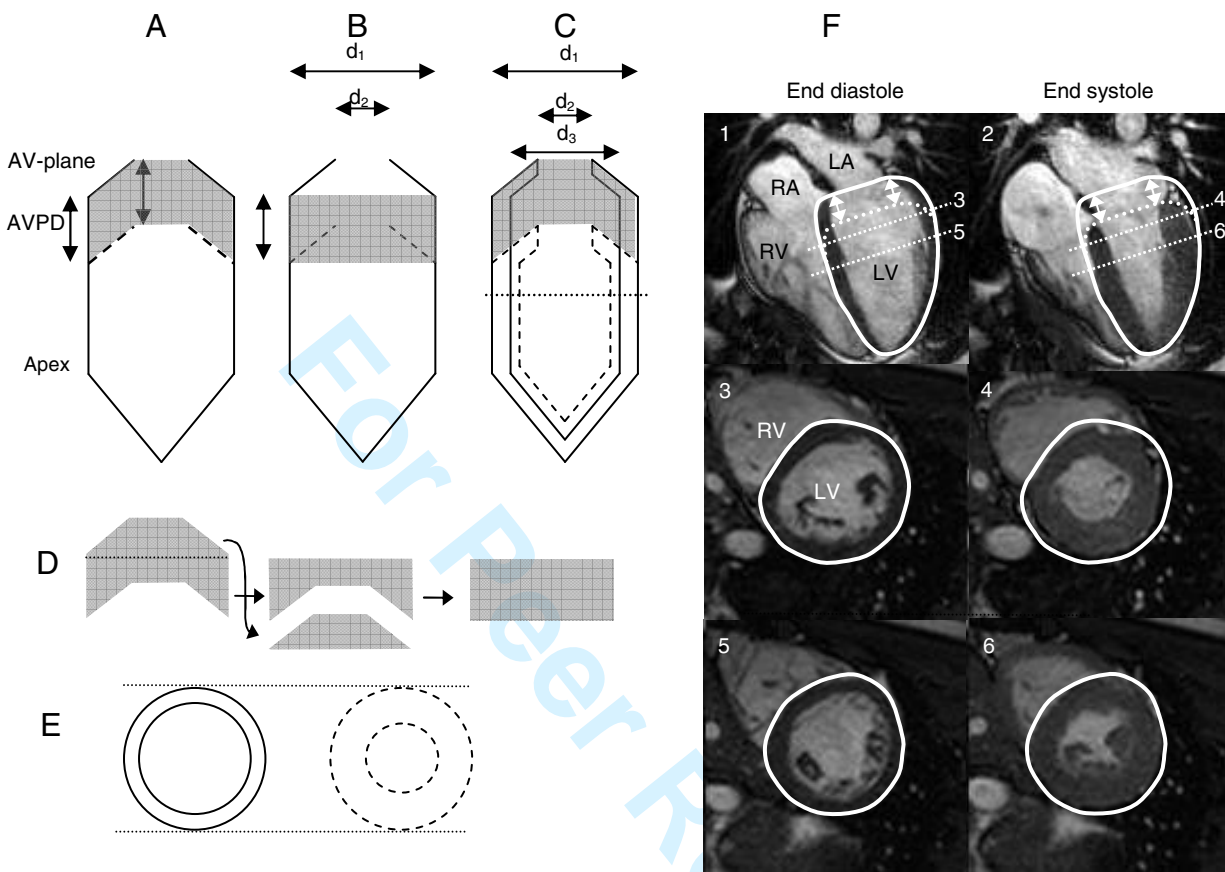 A
B
C
F
d1
d1
d2
d2
d3
End diastole
End systole
AV-plane
AVPD
Apex
1
LA
RA
RV
LV
3
5
2
4
6
3
RV
LV
4
D
5
6
E
For Peer Re